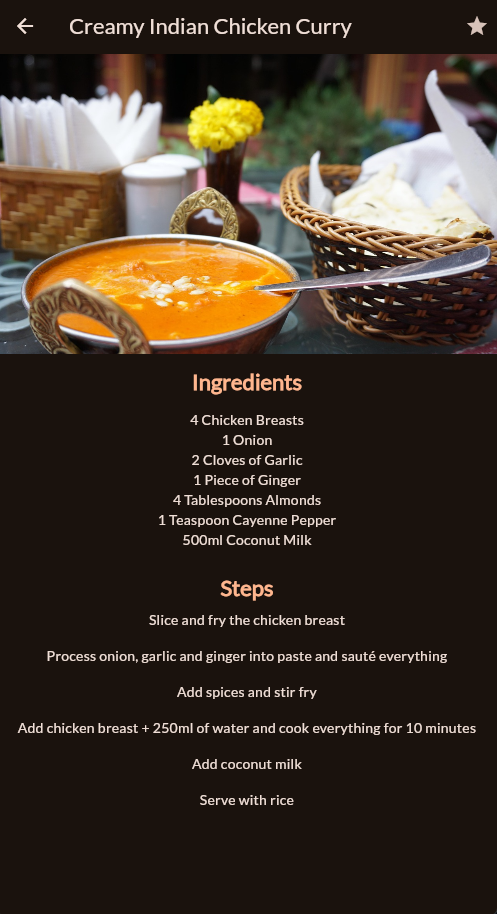 Creamy Indian Chicken Curry
Ingredients
4 Chicken Breasts
1 Onion
2 Cloves of Garlic
1 Piece of Ginger
4 Tablespoons Almonds
1 Teaspoon Cayenne Pepper
500ml Coconut Milk
Steps
Slice and fry the chicken breast
Process onion, garlic and ginger into paste and sauté everything
Add spices and stir fry
Add chicken breast + 250ml of water and cook everything for 10 minutes
Add coconut milk
Serve with rice